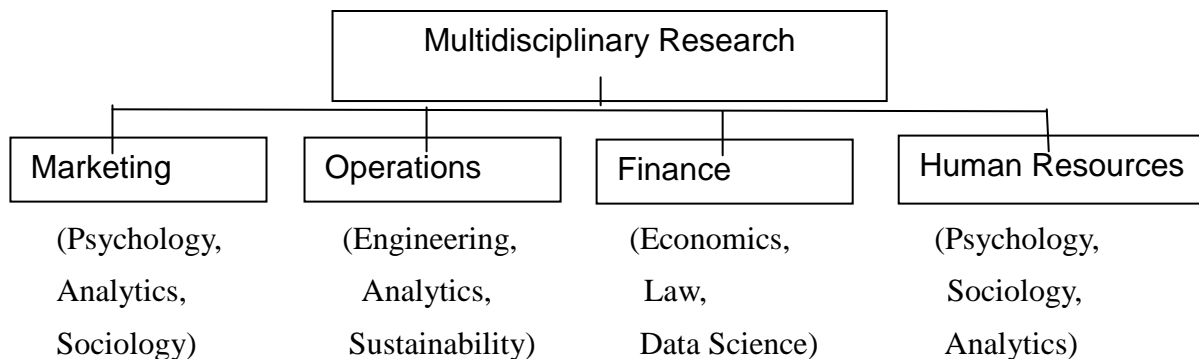 Multidisciplinary Research
Marketing
Operations
Finance
Human Resources
(Psychology,
Analytics,
Sociology)
(Engineering,
Analytics,
Sustainability)
(Economics,
Law,
Data Science)
(Psychology,
Sociology,
Analytics)